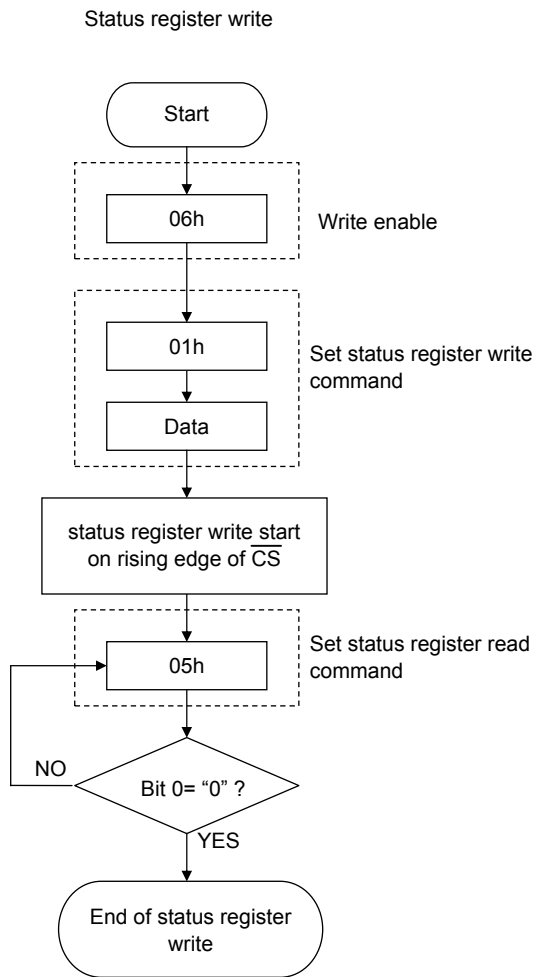 Status register write
Start
06h
Write enable
01h
Set status register write
command
Data
status register write start
on rising edge of C̅S̅
05h
Set status register read
command
NO
Bit 0= “0” ?
YES
End of status register
write